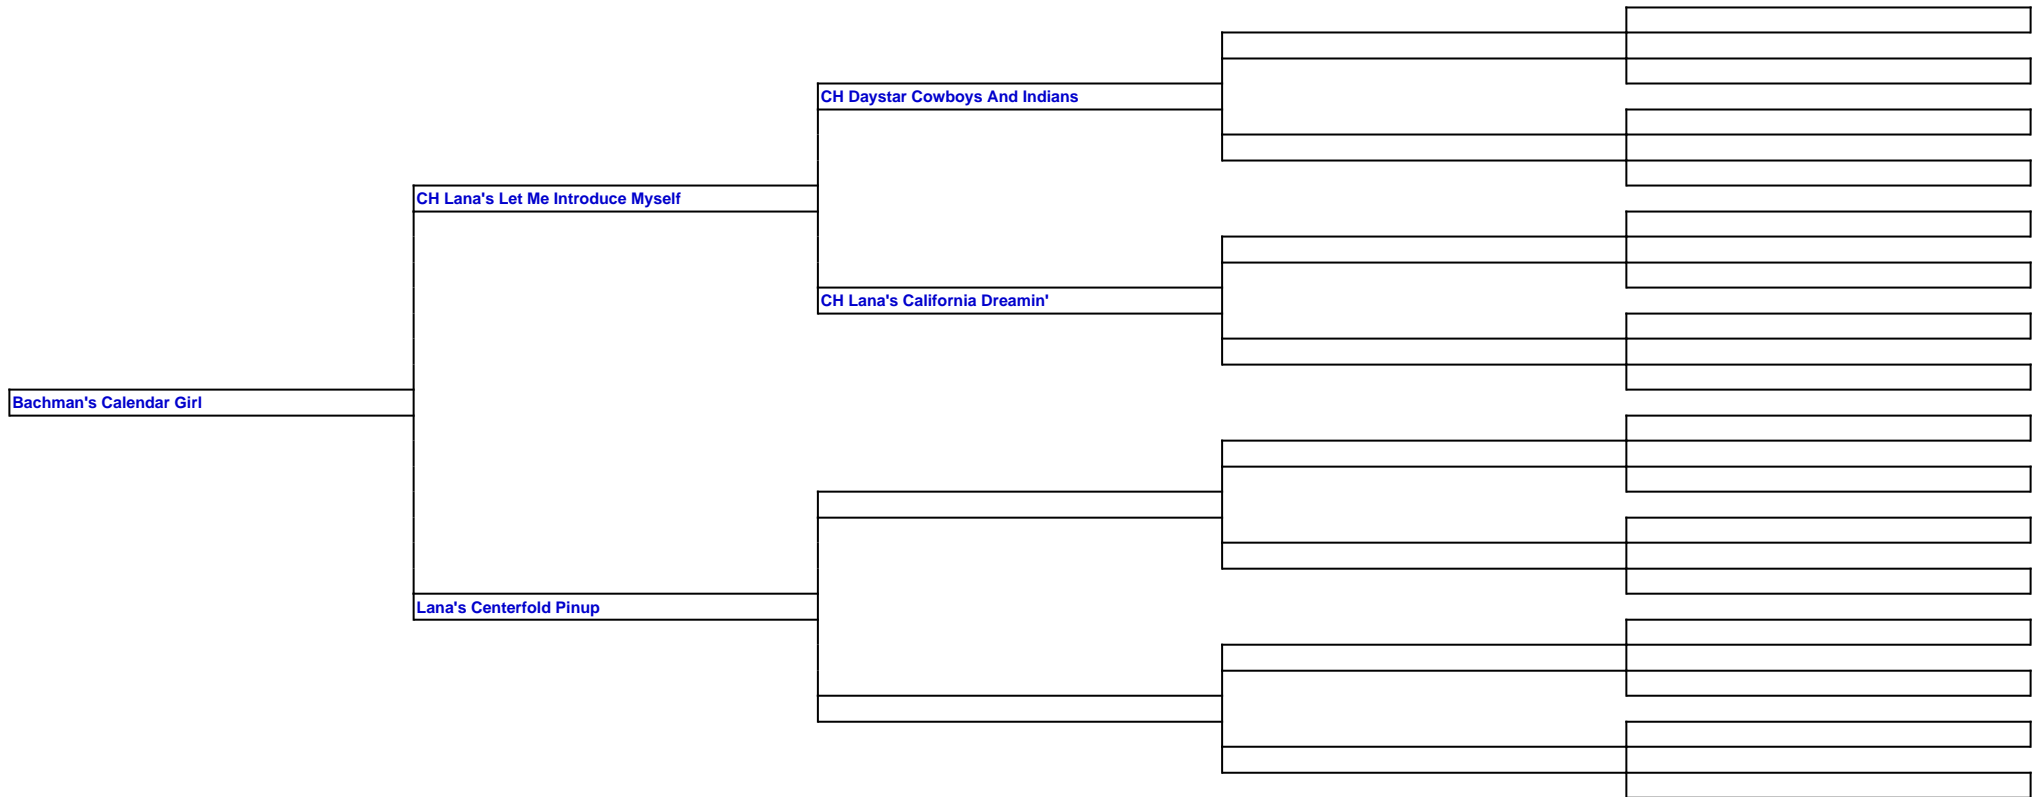 CH Daystar Cowboys And Indians
CH Lana's Let Me Introduce Myself
CH Lana's California Dreamin'
Bachman's Calendar Girl
Lana's Centerfold Pinup